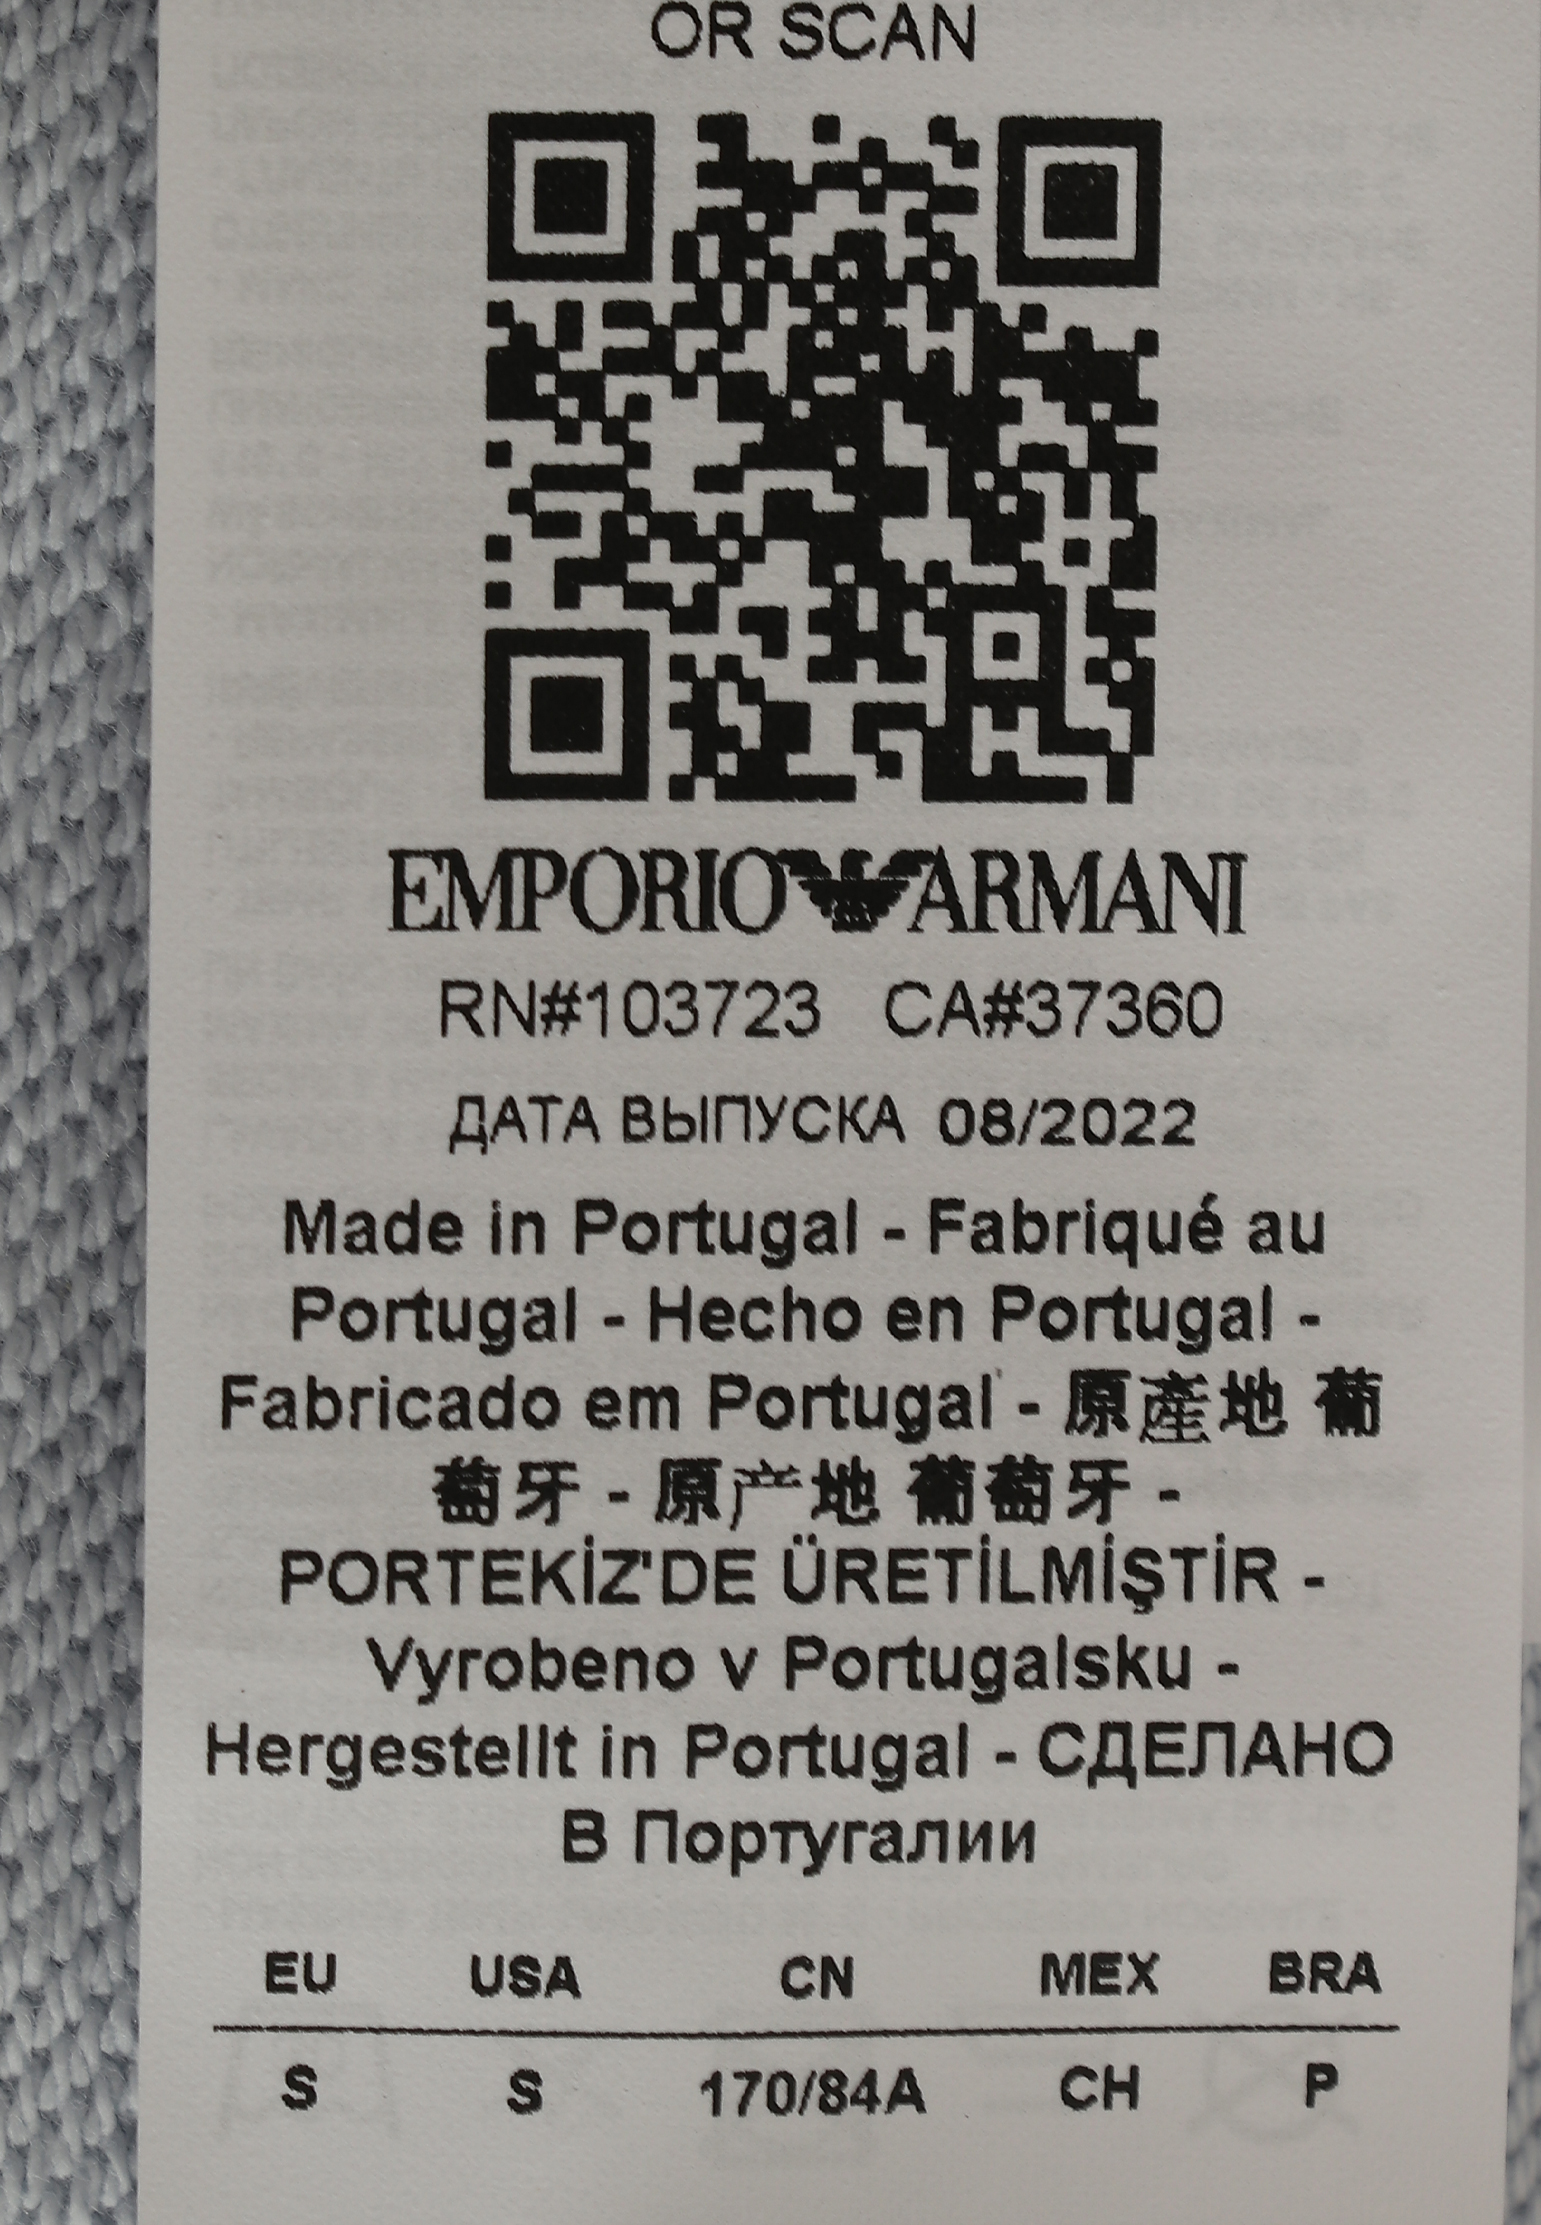 OR SCAN
EMPORIO ARMANI
RN#103723 CA#37360
ДАТА ВЫПУСКА 08/2022
Made in Portugal - Fabriqué au
Portugal - Hecho en Portugal -
Fabricado em Portugal - 原産地 葡
萄牙 - 原产地 葡萄牙 -
PORTEKİZ'DE ÜRETİLMİŞTİR -
Vyrobeno v Portugalsku -
Hergestellt in Portugal - СДЕЛАНО
В Португалии
EU USA CN MEX BRA
S S 170/84A CH P